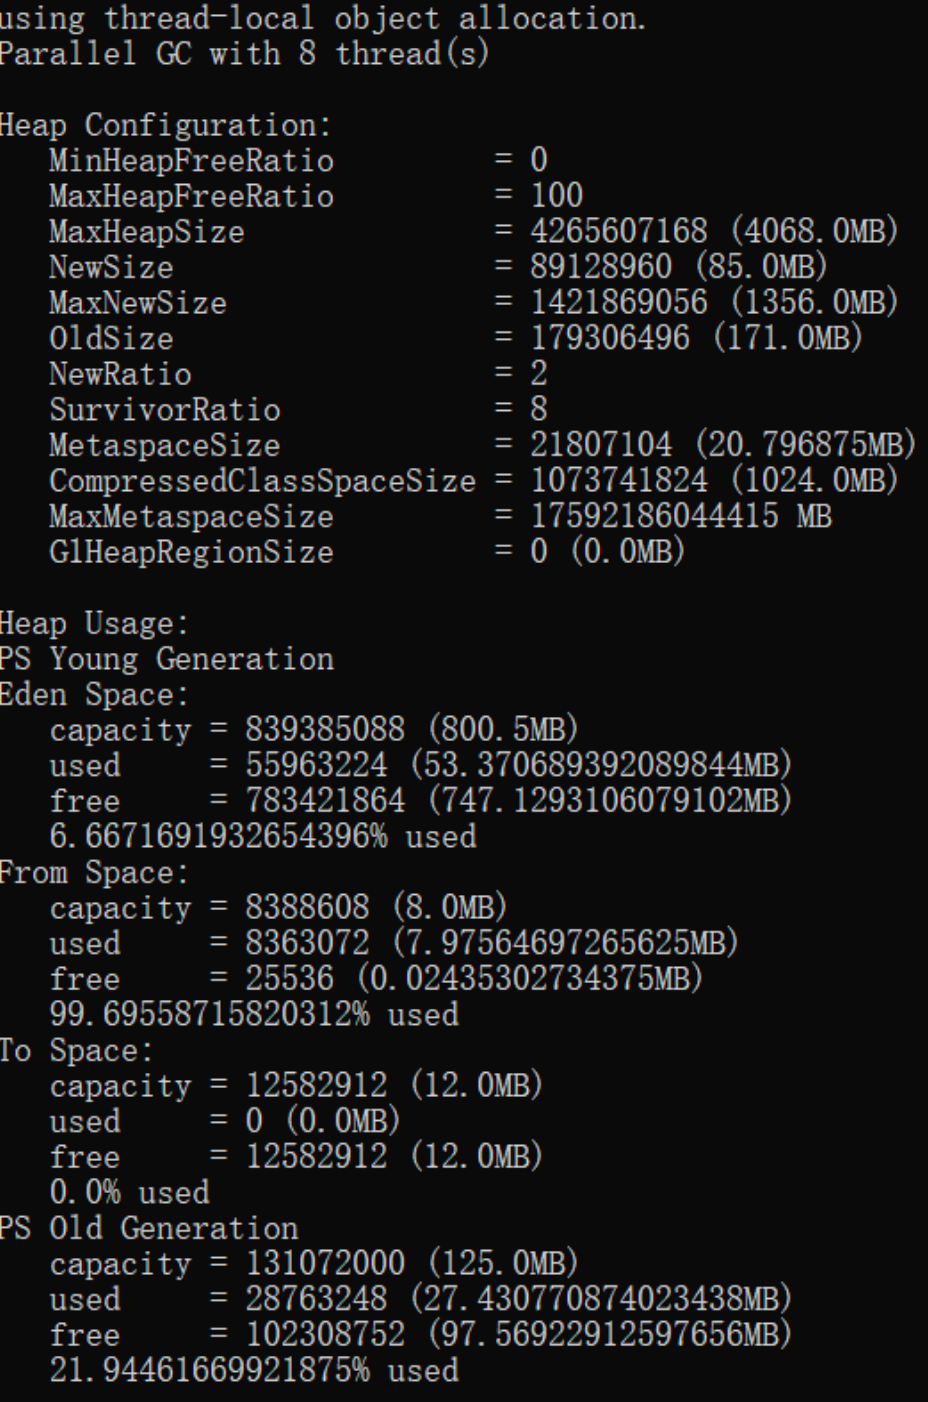 using thread-local object allocation.
Parallel GC with 8 thread(s)
Heap Configuration:
MinHeapFreeRatio = 0
MaxHeapFreeRatio = 100
MaxHeapSize = 4265607168 (4068.0MB)
NewSize = 89128960 (85.0MB)
MaxNewSize = 1421869056 (1356.0MB)
OldSize = 179306496 (171.0MB)
NewRatio = 2
SurvivorRatio = 8
MetaspaceSize = 21807104 (20.796875MB)
CompressedClassSpaceSize = 1073741824 (1024.0MB)
MaxMetaspaceSize = 17592186044415 MB
G1HeapRegionSize = 0 (0.0MB)
Heap Usage:
PS Young Generation
Eden Space:
capacity = 839385088 (800.5MB)
used = 55963224 (53.370689392089844MB)
free = 783421864 (747.1293106079102MB)
6.6671691932654396% used
From Space:
capacity = 8388608 (8.0MB)
used = 8363072 (7.97564697265625MB)
free = 25536 (0.02435302734375MB)
99.69558715820312% used
To Space:
capacity = 12582912 (12.0MB)
used = 0 (0.0MB)
free = 12582912 (12.0MB)
0.0% used
PS Old Generation
capacity = 131072000 (125.0MB)
used = 28763248 (27.430770874023438MB)
free = 102308752 (97.56922912597656MB)
21.94461669921875% used